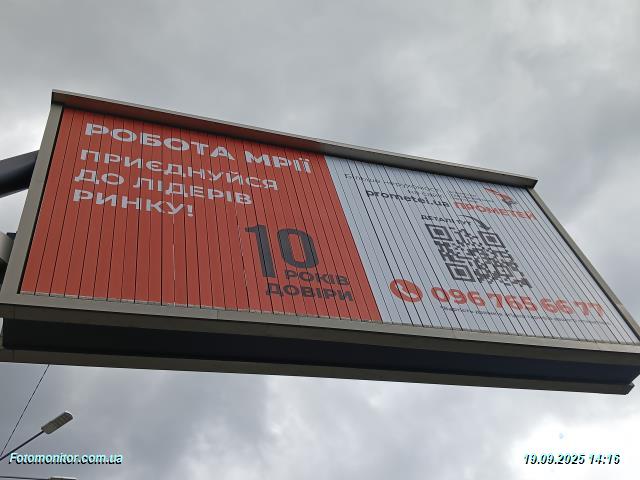 РОБОТА МРІЇ
ПРИЄДНУЙСЯ
ДО ЛІДЕРІВ
РИНКУ!
10
РОКІВ
ДОВІРИ
prometei.ua
ПРОМЕТЕЙ
ДЕТАЛІ
096 765 66 77
Fotomonitor.com.ua
19.09.2025 14:16